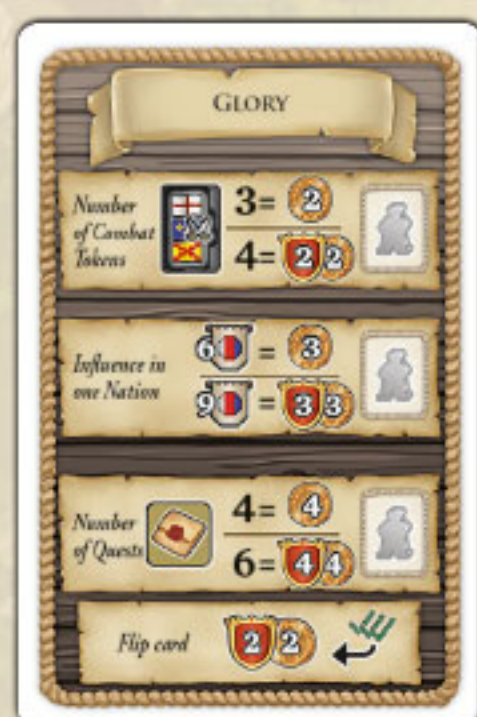 GLORY
Number of Combat Tokens
3= 2
4= 2 2
Influence in one Nation
6 = 3
9 = 3 3
Number of Quests
4= 4
6= 4 4
Flip card 2 2